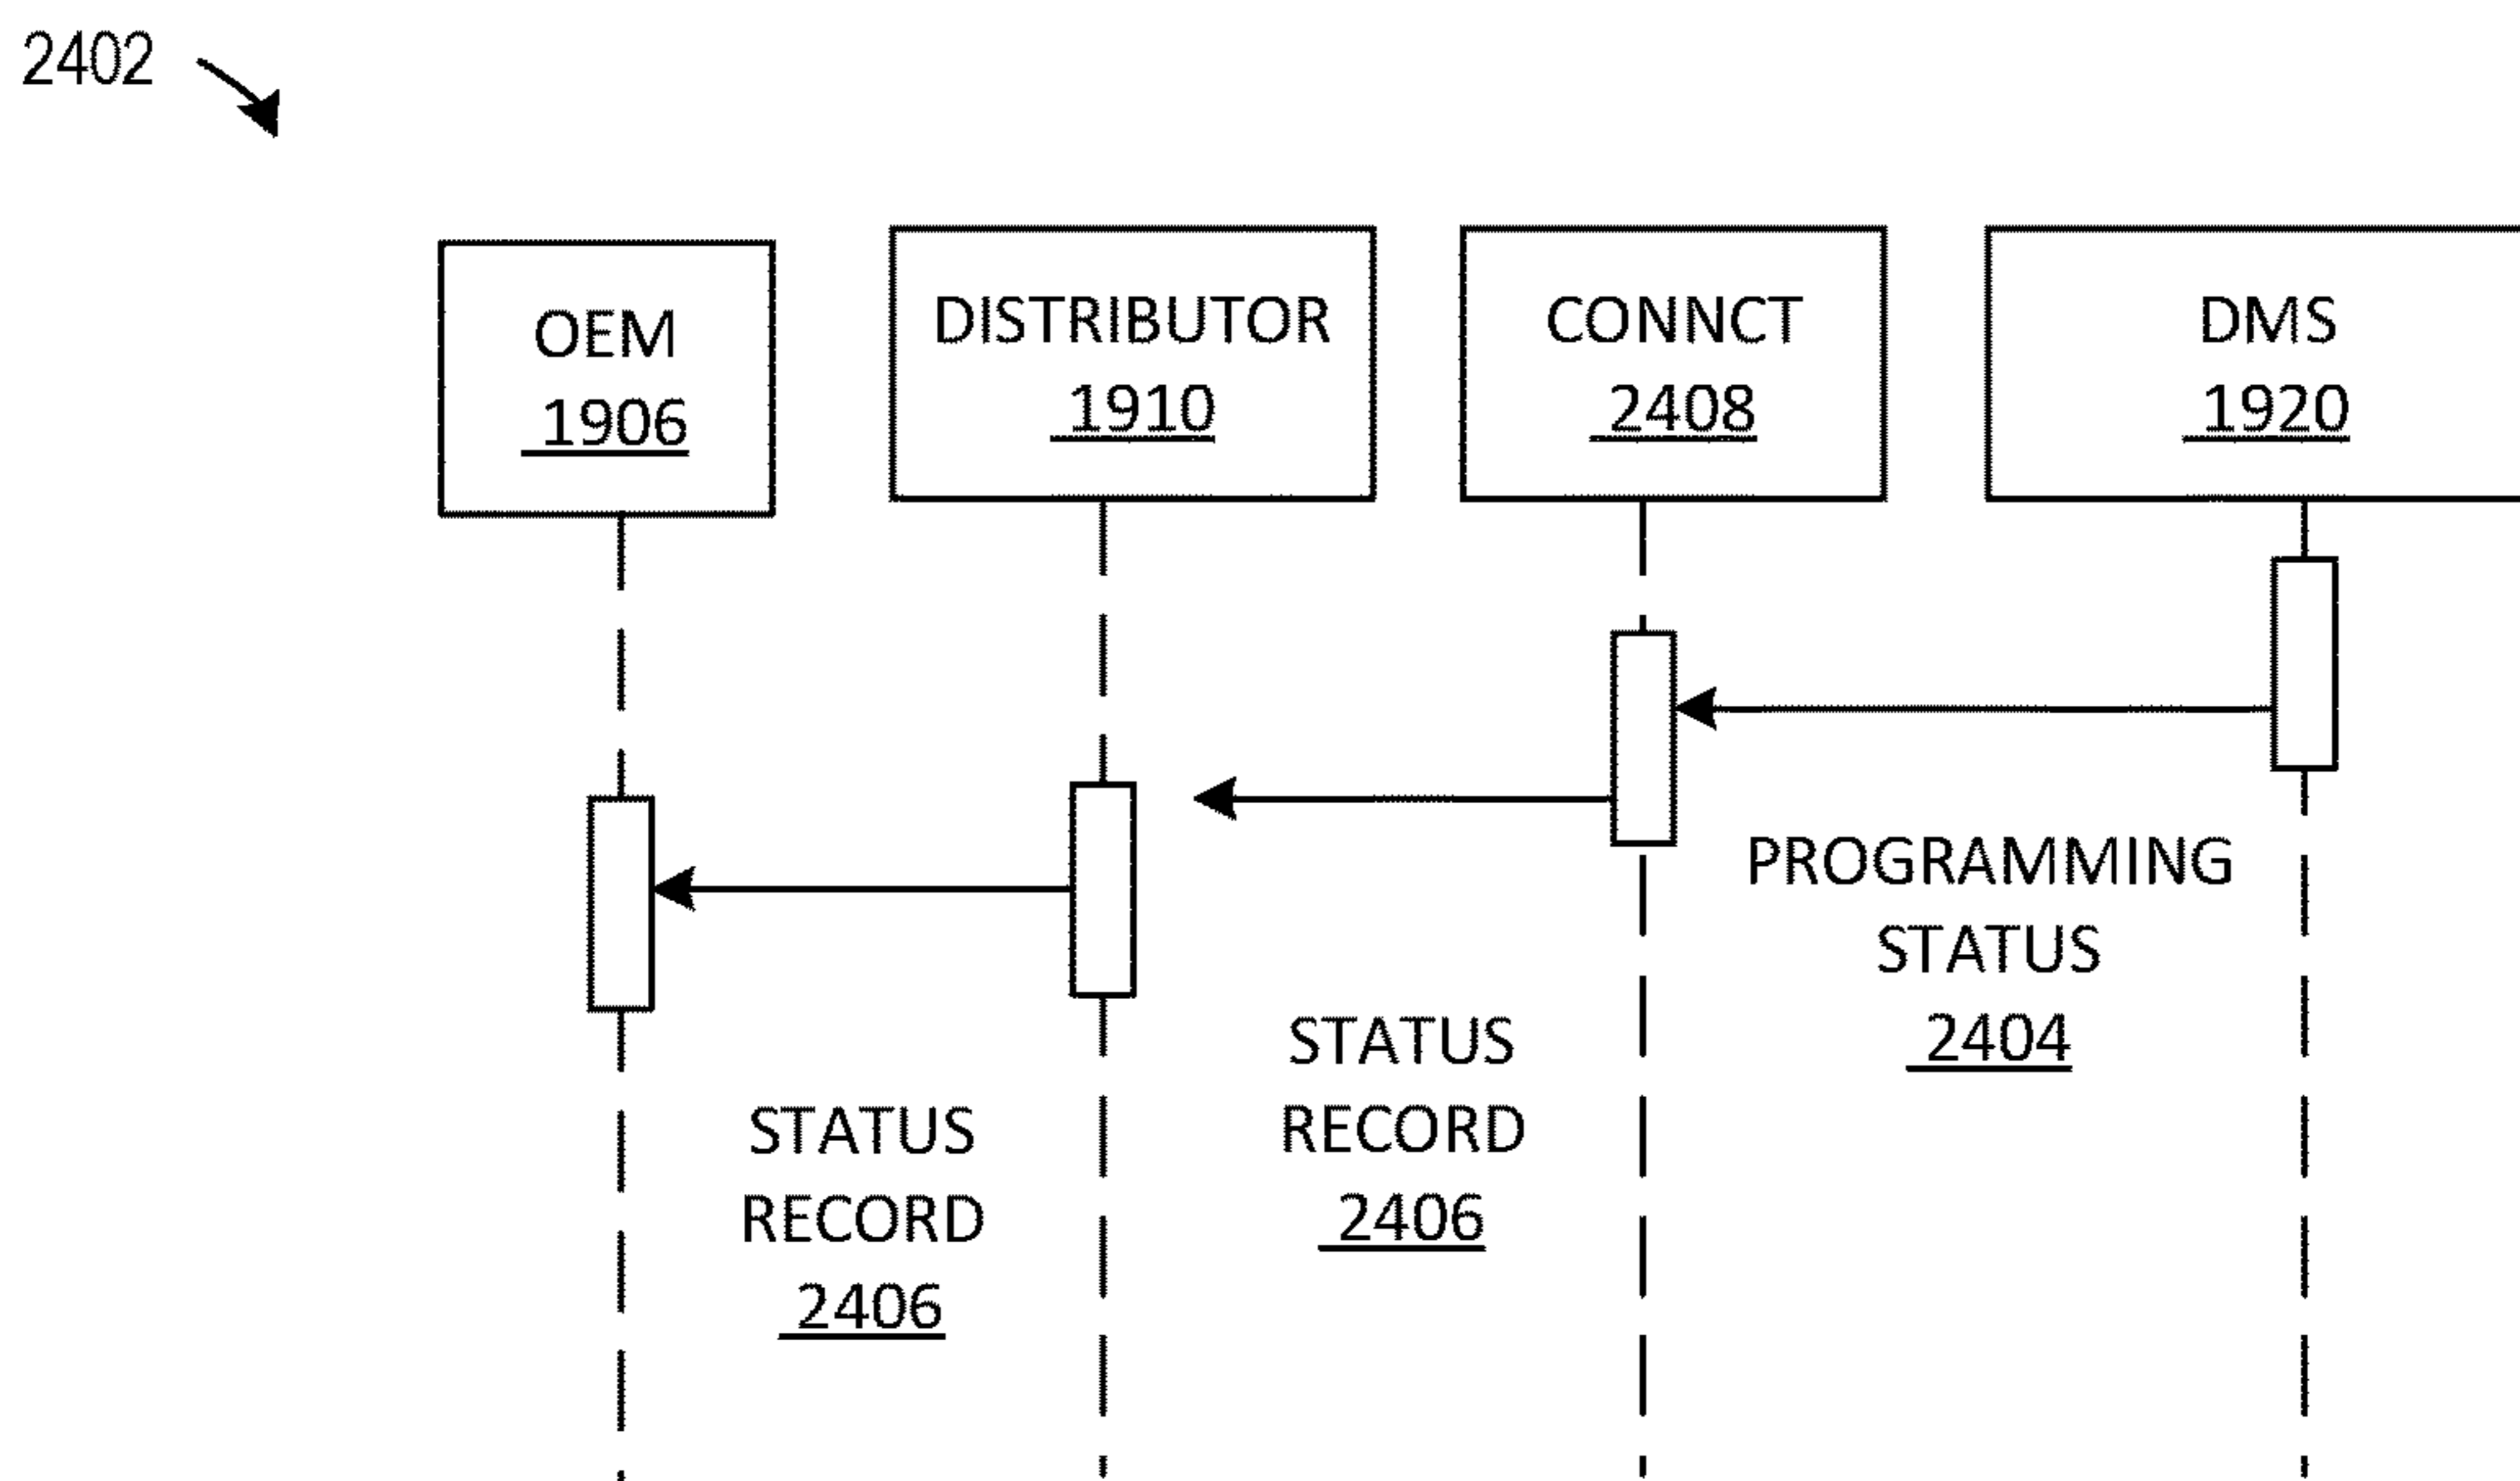 2402
OEM
1906
DISTRIBUTOR
1910
CONNCT
2408
DMS
1920
PROGRAMMING
STATUS
2404
STATUS
RECORD
2406
STATUS
RECORD
2406